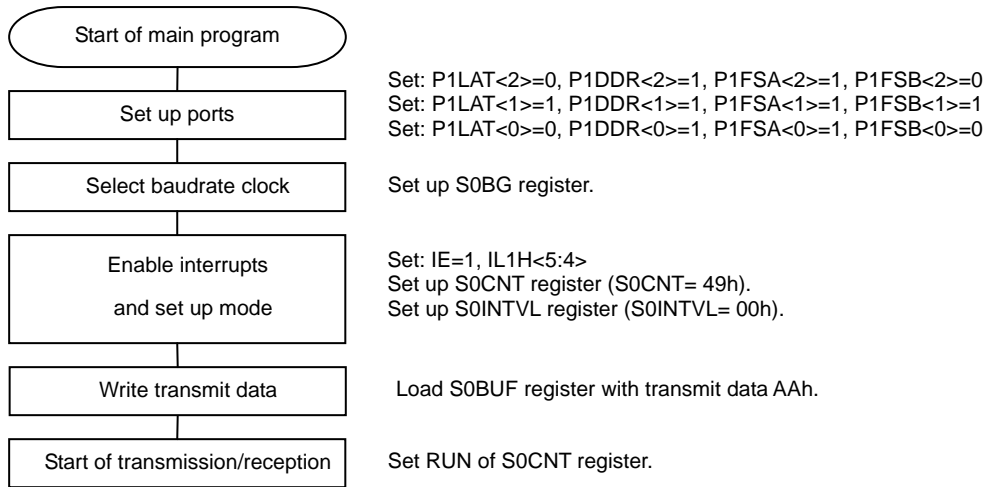 Start of main program
Set up ports
Set: P1LAT<2>=0, P1DDR<2>=1, P1FSA<2>=1, P1FSB<2>=0
Set: P1LAT<1>=1, P1DDR<1>=1, P1FSA<1>=1, P1FSB<1>=1
Set: P1LAT<0>=0, P1DDR<0>=1, P1FSA<0>=1, P1FSB<0>=0
Select baudrate clock
Set up S0BG register.
Enable interrupts
and set up mode
Set: IE=1, IL1H<5:4>
Set up S0CNT register (S0CNT= 49h).
Set up S0INTVL register (S0INTVL= 00h).
Write transmit data
Load S0BUF register with transmit data AAh.
Start of transmission/reception
Set RUN of S0CNT register.